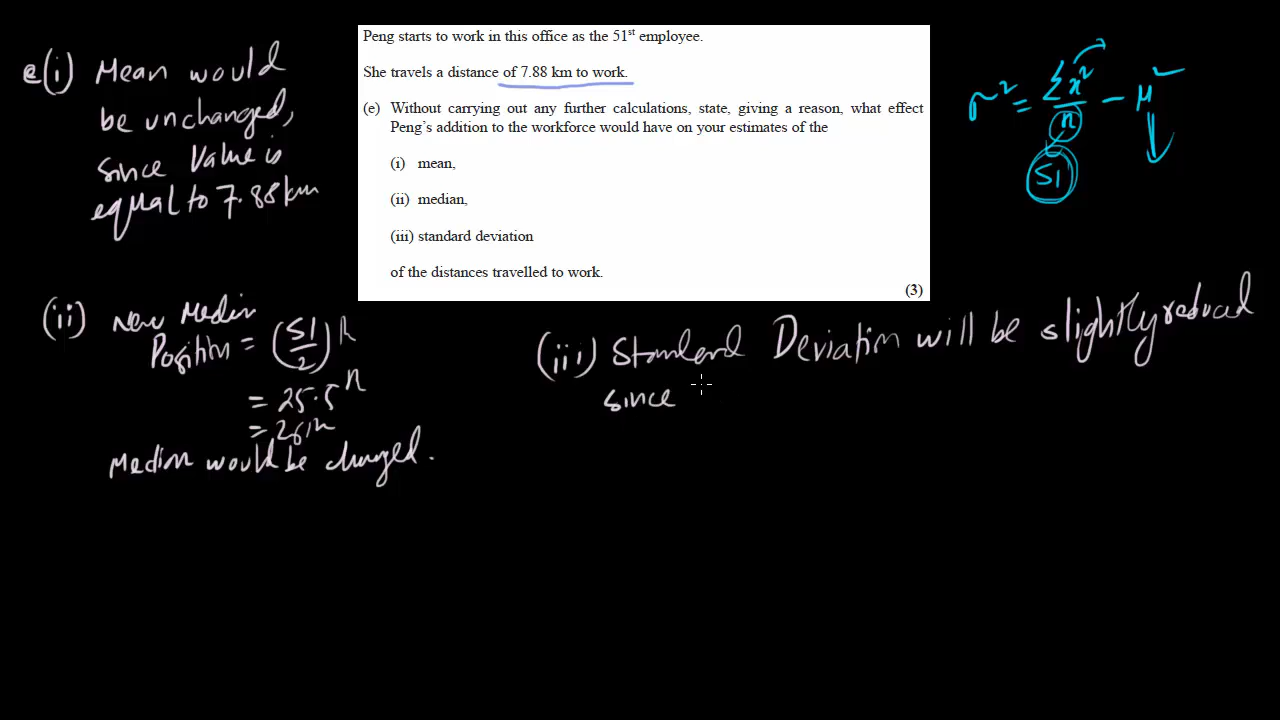 Peng starts to work in this office as the 51st employee.
She travels a distance of 7.88 km to work.
(e) Without carrying out any further calculations, state, giving a reason, what effect
Peng's addition to the workforce would have on your estimates of the
(i) mean,
(ii) median,
(iii) standard deviation
of the distances travelled to work.
(3)
e(i) Mean would
be unchanged,
since Value is
equal to 7.88km
σ² = Σx²/n − μ²
51
(ii) New Median
Position = (51/2)th
= 25.5th
= 26th
Median would be changed.
(iii) Standard Deviation will be slightly reduced
since